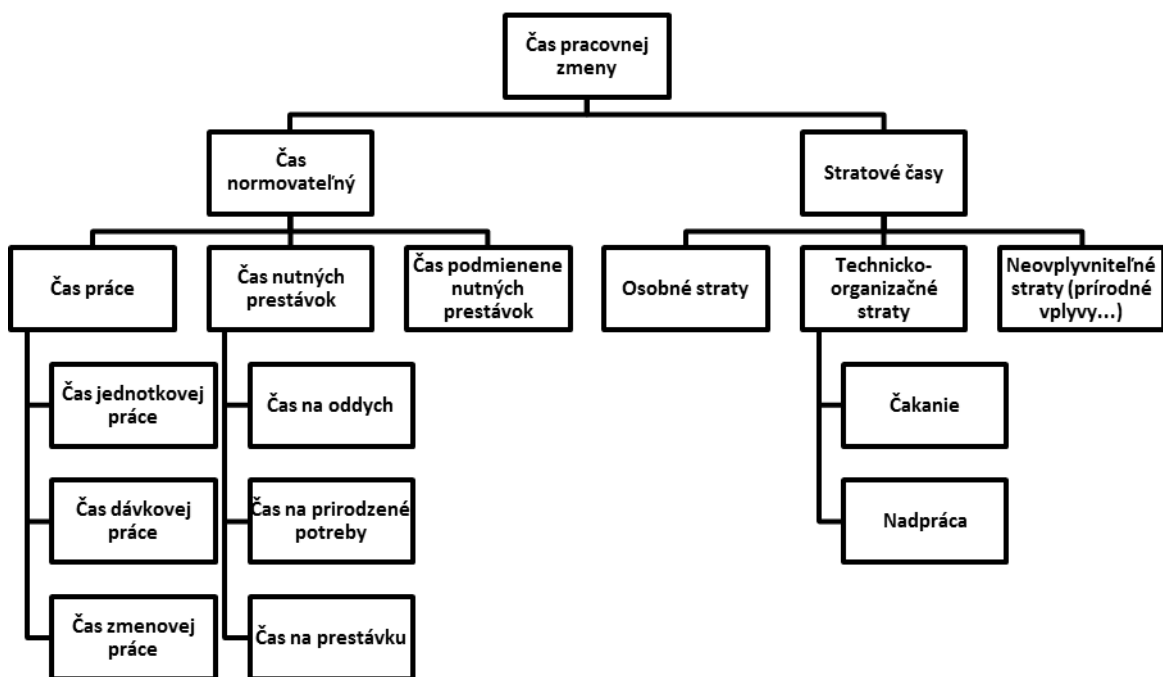 Čas pracovnej
zmeny
Čas
normovateľný
Stratové časy
Čas práce
Čas nutných
prestávok
Čas podmienene
nutných
prestávok
Osobné straty
Technicko-
organizačné
straty
Neovplyvniteľné
straty (prírodné
vplyvy...)
Čas jednotkovej
práce
Čas na oddych
Čakanie
Čas dávkovej
práce
Čas na prirodzené
potreby
Nadpráca
Čas zmenovej
práce
Čas na prestávku